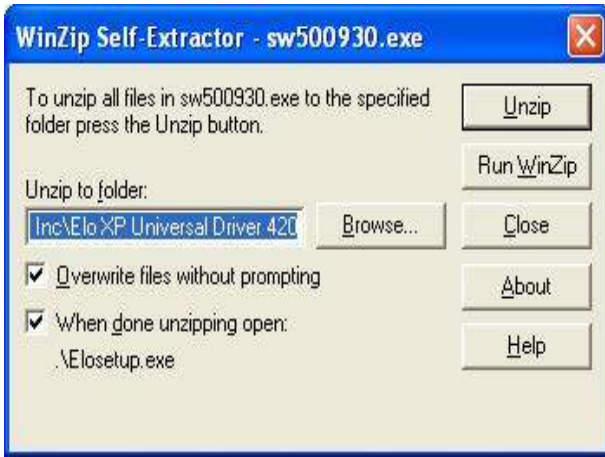 WinZip Self-Extractor - sw500930.exe
To unzip all files in sw500930.exe to the specified
folder press the Unzip button.
Unzip to folder:
Inc\Elo XP Universal Driver 420
Browse...
Overwrite files without prompting
When done unzipping open:
.\Elosetup.exe
Unzip
Run WinZip
Close
About
Help